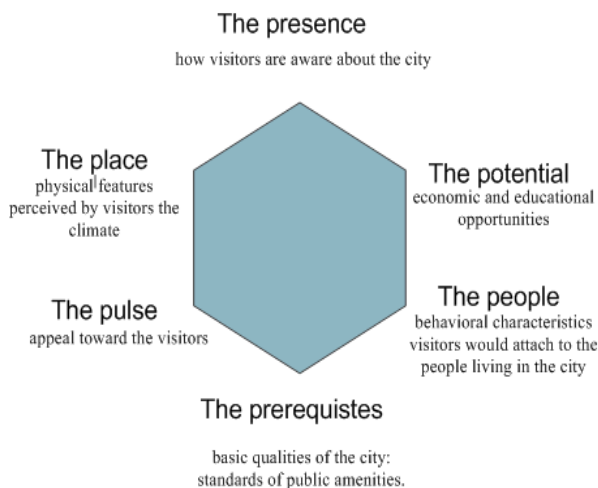 The presence
how visitors are aware about the city
The place
physical features
perceived by visitors the
climate
The potential
economic and educational
opportunities
The pulse
appeal toward the visitors
The people
behavioral characteristics
visitors would attach to the
people living in the city
The prerequistes
basic qualities of the city:
standards of public amenities.